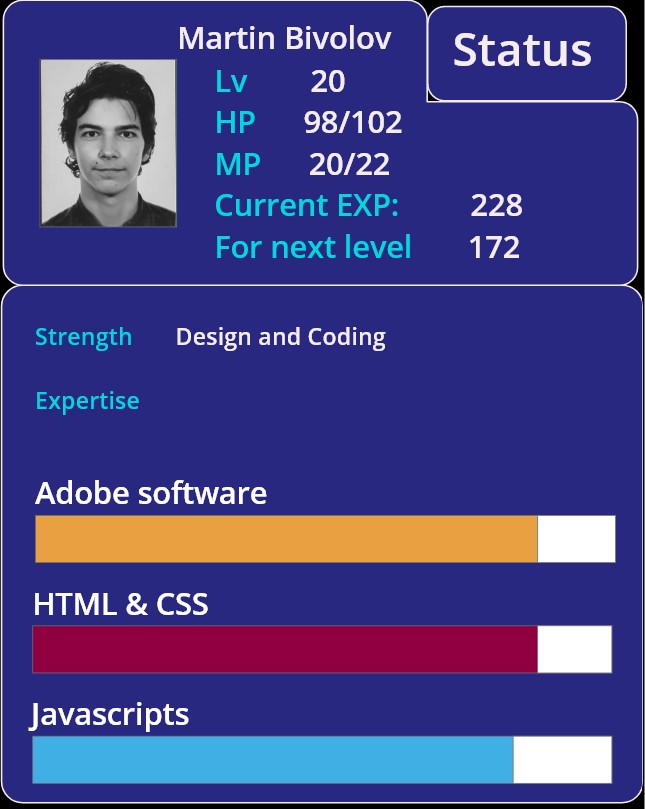 Martin Bivolov
Status
Lv 20
HP 98/102
MP 20/22
Current EXP: 228
For next level 172
Strength Design and Coding
Expertise
Adobe software
HTML & CSS
Javascripts